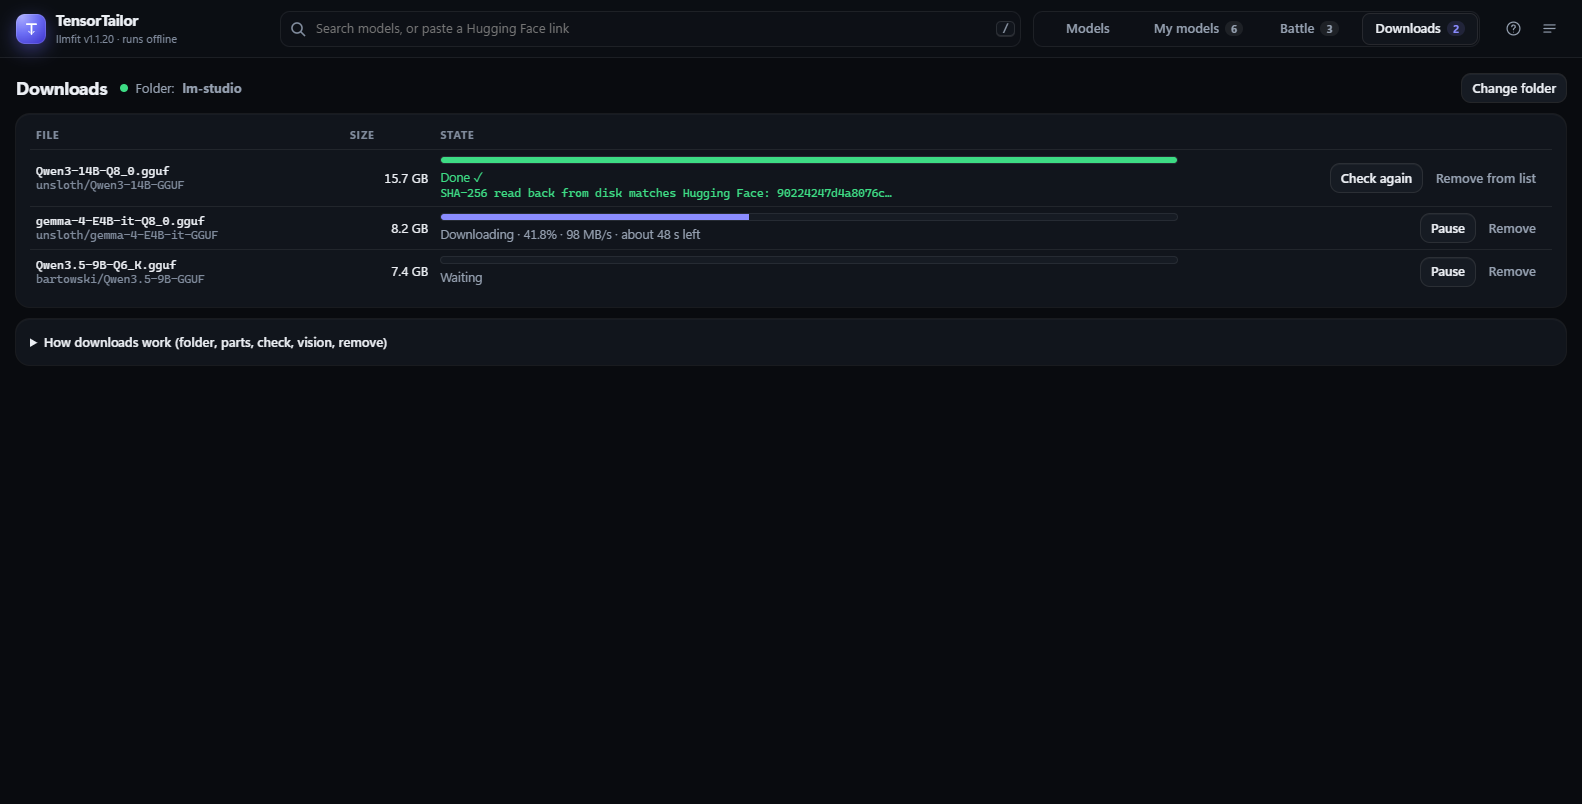 TensorTailor
llmfit v1.1.20 · runs offline
Search models, or paste a Hugging Face link
/
Models
My models 6
Battle 3
Downloads 2
Downloads
Folder: lm-studio
Change folder
FILE SIZE STATE
Qwen3-14B-Q8_0.gguf
unsloth/Qwen3-14B-GGUF
15.7 GB
Done ✓
SHA-256 read back from disk matches Hugging Face: 90224247d4a8076c…
Check again
Remove from list
gemma-4-E4B-it-Q8_0.gguf
unsloth/gemma-4-E4B-it-GGUF
8.2 GB
Downloading · 41.8% · 98 MB/s · about 48 s left
Pause
Remove
Qwen3.5-9B-Q6_K.gguf
bartowski/Qwen3.5-9B-GGUF
7.4 GB
Waiting
Pause
Remove
How downloads work (folder, parts, check, vision, remove)